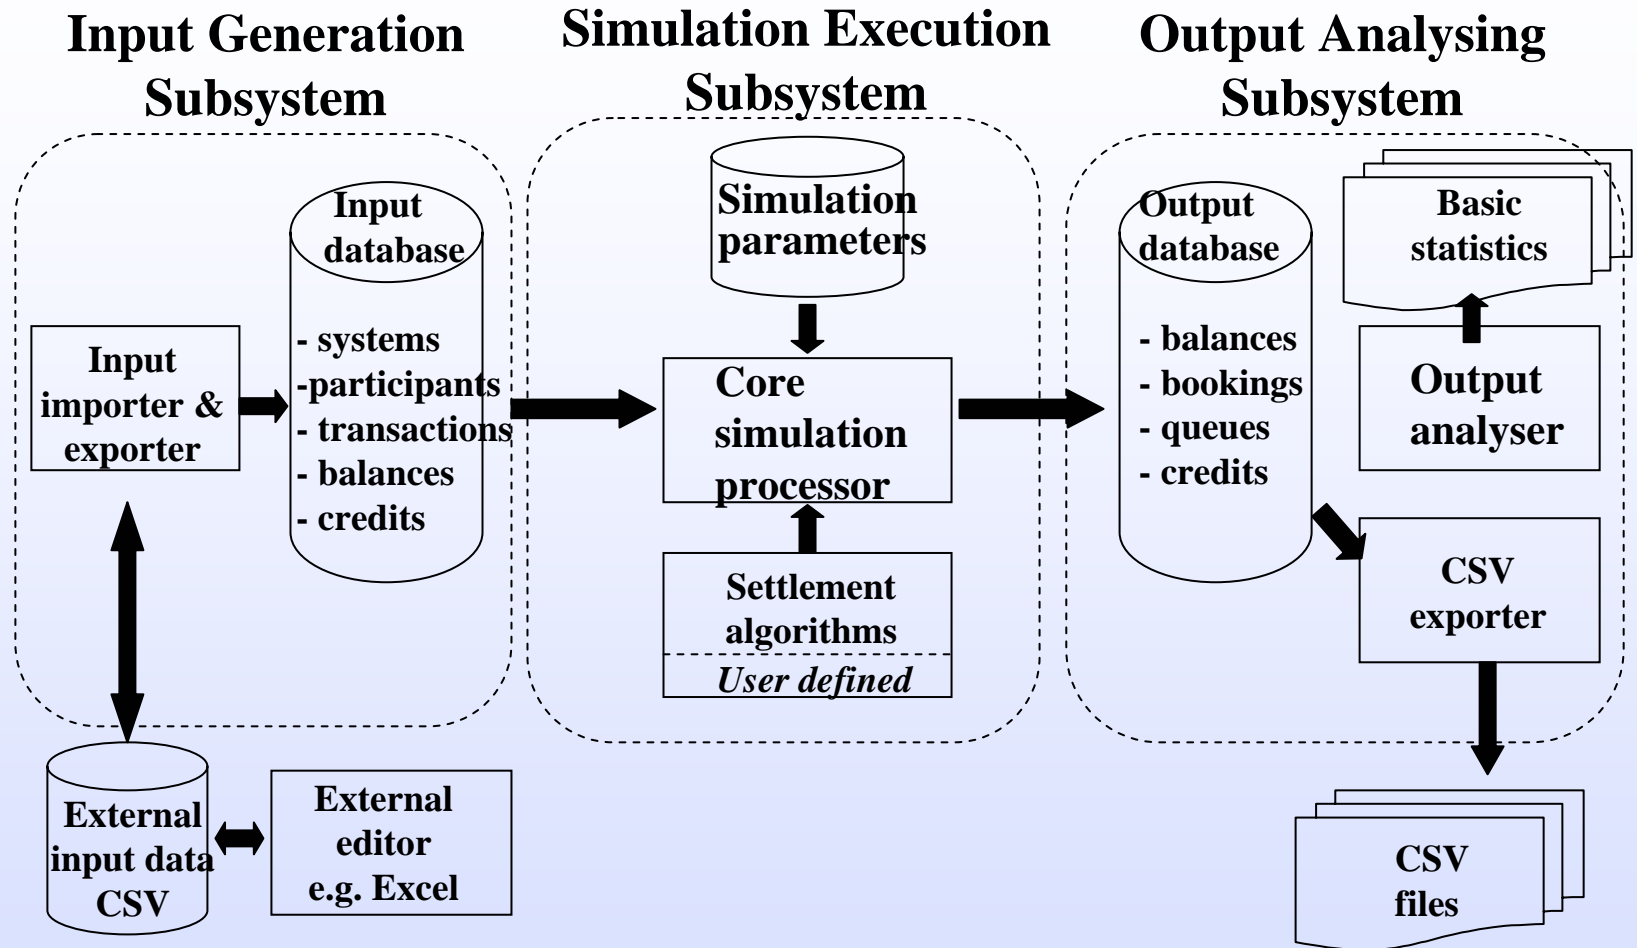 Input Generation
Subsystem
Simulation Execution
Subsystem
Output Analysing
Subsystem
Input
database
- systems
-participants
- transactions
- balances
- credits
Input
importer &
exporter
External
input data
CSV
External
editor
e.g. Excel
Simulation
parameters
Core
simulation
processor
Settlement
algorithms
User defined
Output
database
- balances
- bookings
- queues
- credits
Basic
statistics
Output
analyser
CSV
exporter
CSV
files